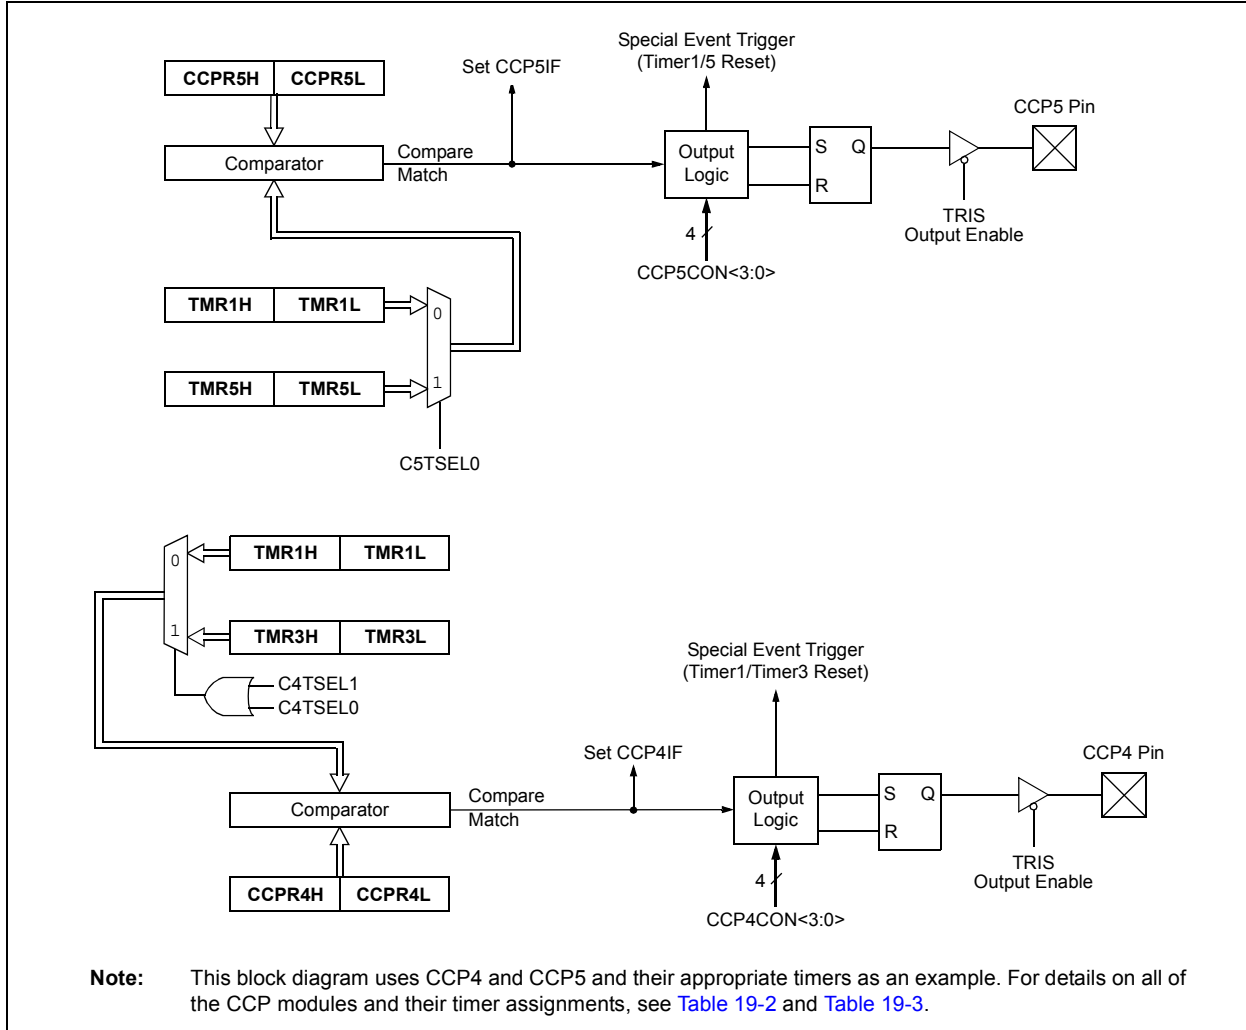 Special Event Trigger
(Timer1/5 Reset)
Set CCP5IF
CCPR5H CCPR5L
CCP5 Pin
Comparator
Compare
Match
Output
Logic
S Q
R
TRIS
Output Enable
4
CCP5CON<3:0>
TMR1H TMR1L
0
TMR5H TMR5L
1
C5TSEL0
0
TMR1H TMR1L
1
TMR3H TMR3L
C4TSEL1
C4TSEL0
Special Event Trigger
(Timer1/Timer3 Reset)
Set CCP4IF
CCP4 Pin
Comparator
Compare
Match
Output
Logic
S Q
R
TRIS
Output Enable
4
CCPR4H CCPR4L
CCP4CON<3:0>
Note: This block diagram uses CCP4 and CCP5 and their appropriate timers as an example. For details on all of
the CCP modules and their timer assignments, see Table 19-2 and Table 19-3.